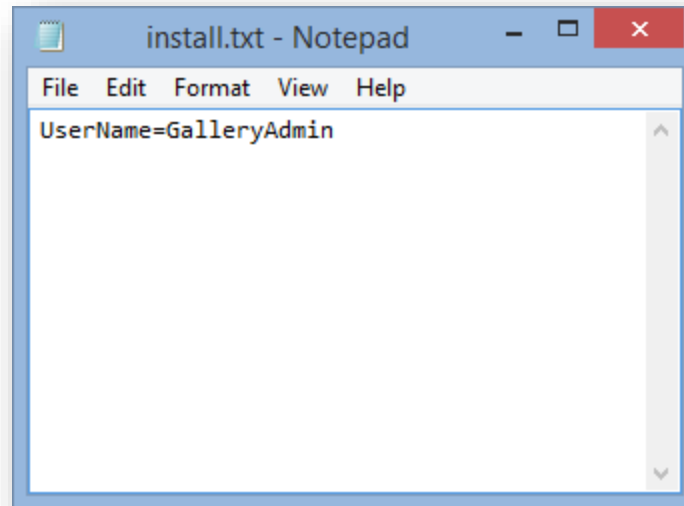 install.txt - Notepad
File Edit Format View Help
UserName=GalleryAdmin